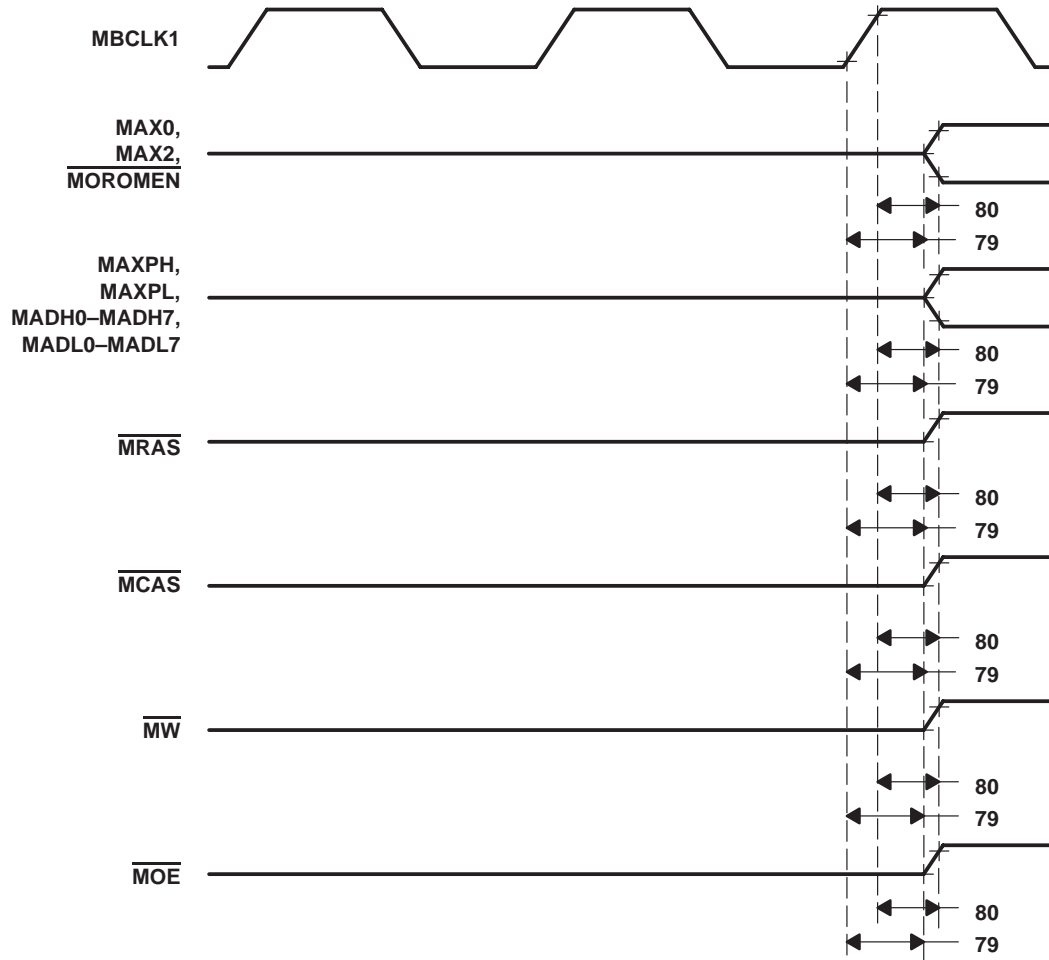 MBCLK1
MAX0,
MAX2,
MOROMEN
80
79
MAXPH,
MAXPL,
MADH0–MADH7,
MADL0–MADL7
80
79
MRAS
80
79
MCAS
80
79
MW
80
79
MOE
80
79